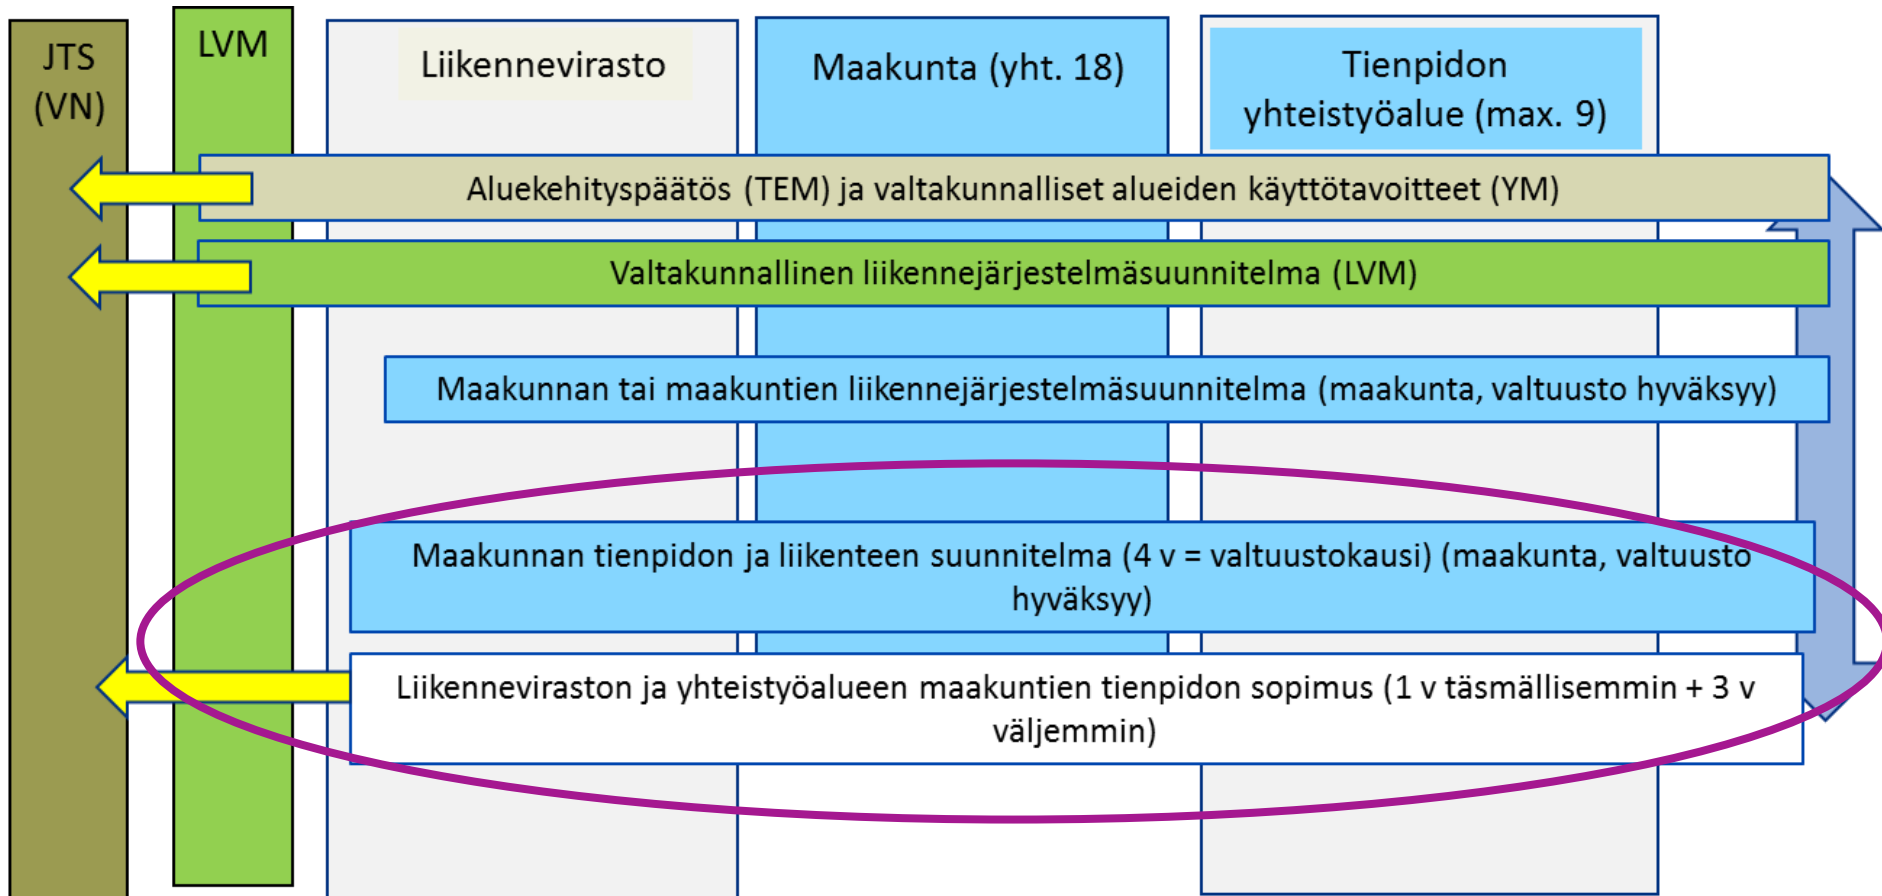 JTS
(VN)
LVM
Liikennevirasto
Maakunta (yht. 18)
Tienpidon
yhteistyöalue (max. 9)
Aluekehityspäätös (TEM) ja valtakunnalliset alueiden käyttötavoitteet (YM)
Valtakunnallinen liikennejärjestelmäsuunnitelma (LVM)
Maakunnan tai maakuntien liikennejärjestelmäsuunnitelma (maakunta, valtuusto hyväksyy)
Maakunnan tienpidon ja liikenteen suunnitelma (4 v = valtuustokausi) (maakunta, valtuusto
hyväksyy)
Liikenneviraston ja yhteistyöalueen maakuntien tienpidon sopimus (1 v täsmällisemmin + 3 v
väljemmin)